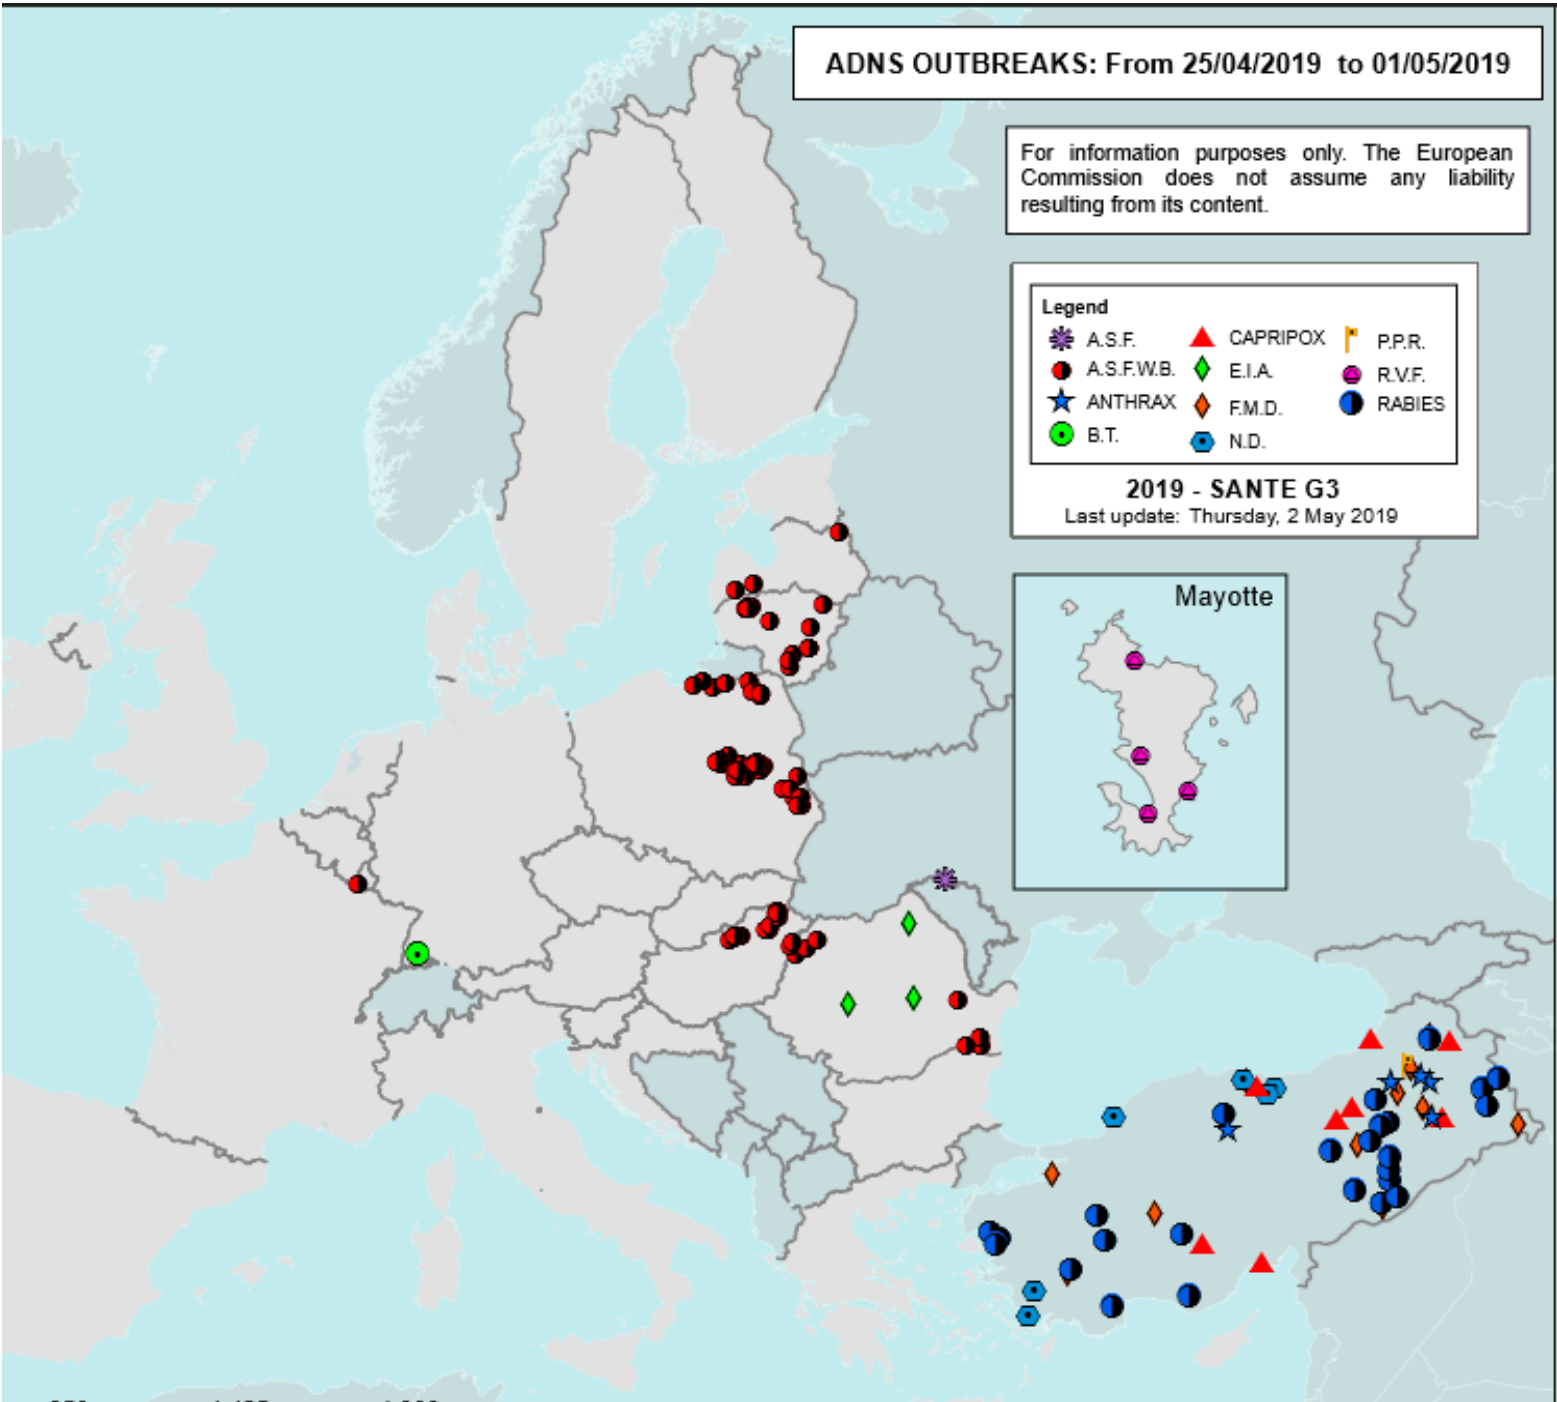 ADNS OUTBREAKS: From 25/04/2019 to 01/05/2019
For information purposes only. The European
Commission does not assume any liability
resulting from its content.
Legend
A.S.F.
A.S.F.W.B.
ANTHRAX
B.T.
CAPRIPOX
E.I.A.
F.M.D.
N.D.
P.P.R.
R.V.F.
RABIES
2019 - SANTE G3
Last update: Thursday, 2 May 2019
Mayotte